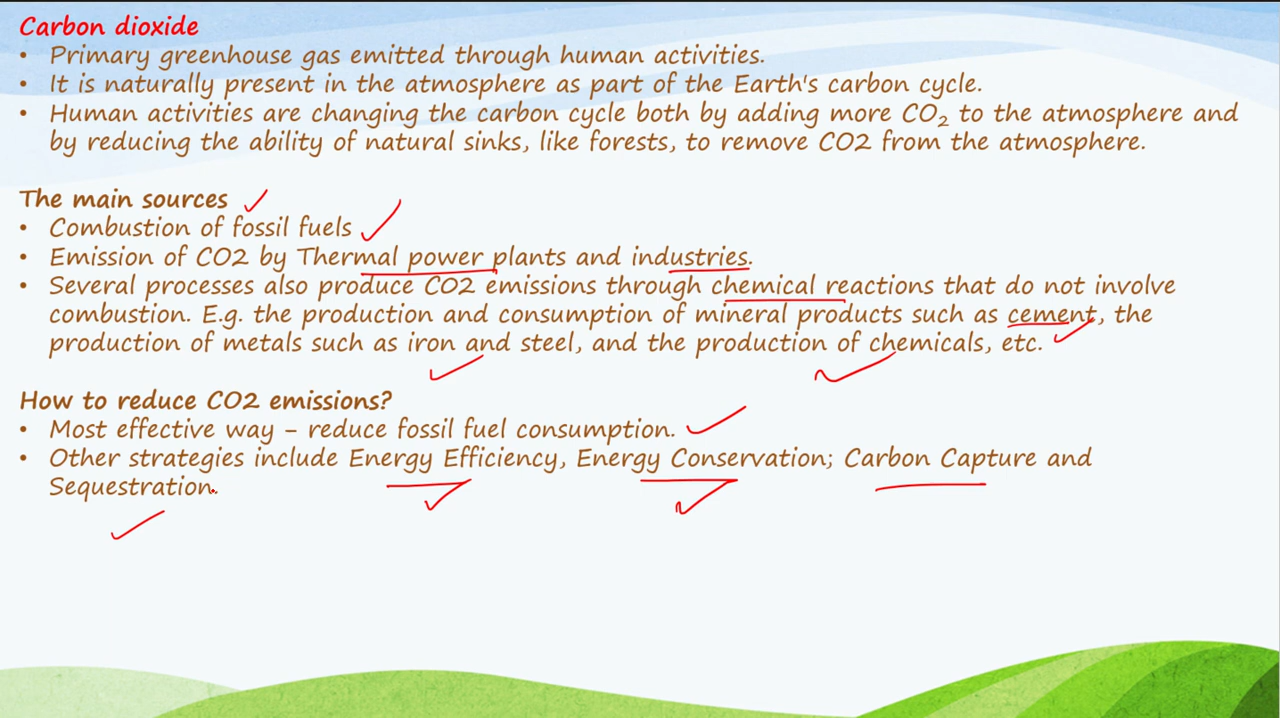 Carbon dioxide
• Primary greenhouse gas emitted through human activities.
• It is naturally present in the atmosphere as part of the Earth's carbon cycle.
• Human activities are changing the carbon cycle both by adding more CO₂ to the atmosphere and
by reducing the ability of natural sinks, like forests, to remove CO2 from the atmosphere.
The main sources
• Combustion of fossil fuels
• Emission of CO2 by Thermal power plants and industries.
• Several processes also produce CO2 emissions through chemical reactions that do not involve
combustion. E.g. the production and consumption of mineral products such as cement, the
production of metals such as iron and steel, and the production of chemicals, etc.
How to reduce CO2 emissions?
• Most effective way – reduce fossil fuel consumption.
• Other strategies include Energy Efficiency, Energy Conservation; Carbon Capture and
Sequestration.